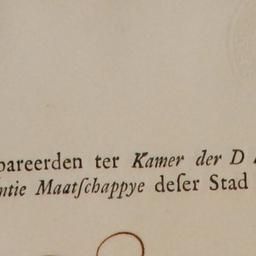 pareerden ter Kamer der D
ntie Maatſchappye deſer Stad